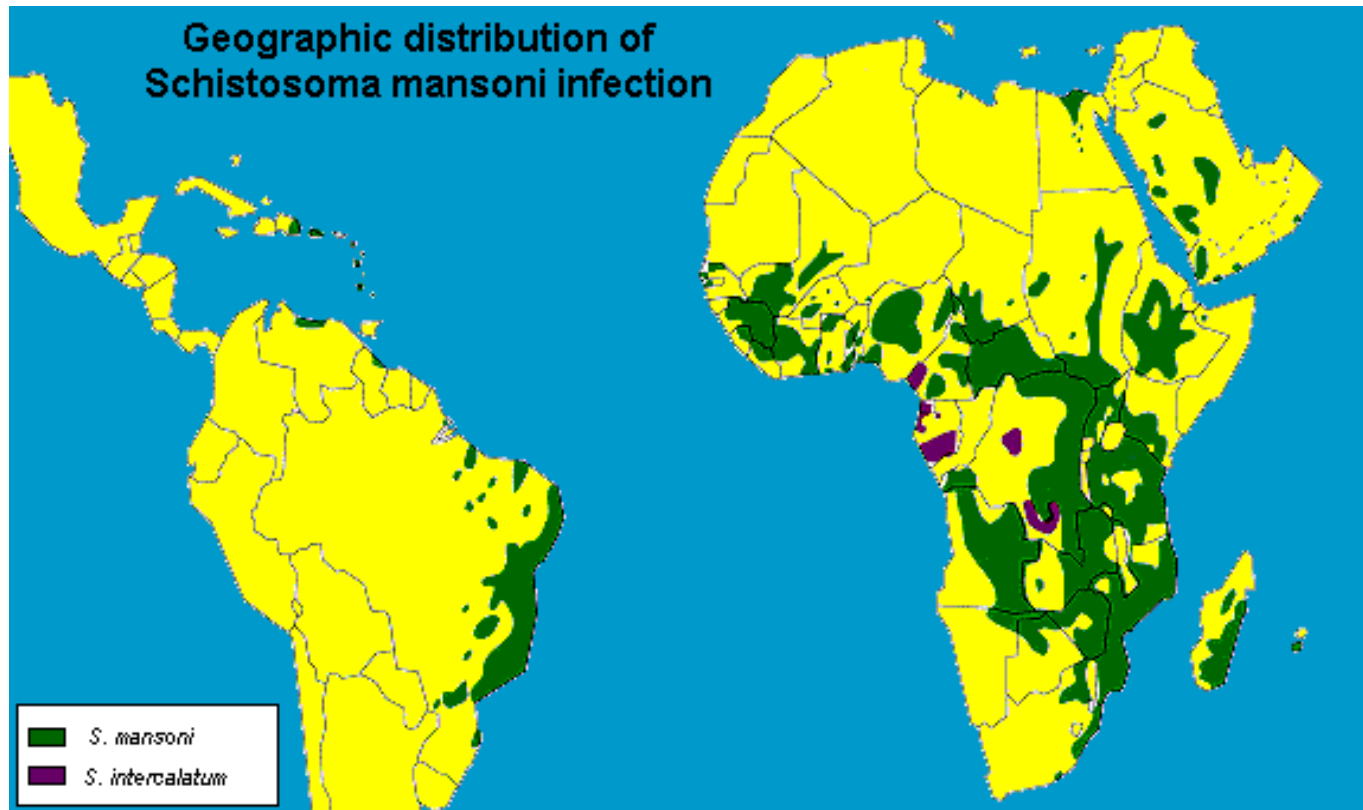 Geographic distribution of
Schistosoma mansoni infection
S. mansoni
S. intercalatum